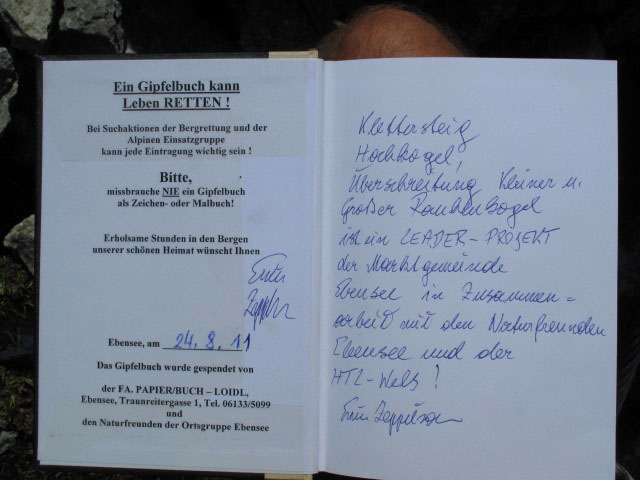 Ein Gipfelbuch kann
Leben RETTEN !
Bei Suchaktionen der Bergrettung und der
Alpinen Einsatzgruppe
kann jede Eintragung wichtig sein !
Bitte,
missbrauche NIE ein Gipfelbuch
als Zeichen- oder Malbuch!
Erholsame Stunden in den Bergen
unserer schönen Heimat wünscht Ihnen
Ebensee, am 24. 8. 11
Das Gipfelbuch wurde gespendet von
der FA. PAPIER/BUCH – LOIDL,
Ebensee, Traunreitergasse 1, Tel. 06133/5099
und
den Naturfreunden der Ortsgruppe Ebensee
Klettersteig
Hochkogel,
Überschreitung Kleiner u.
Großer Rauhenkogel
ist ein LEADER-PROJEKT
der Marktgemeinde
Ebensee in Zusammen=
arbeit mit den Naturfreunden
Ebensee und der
HTL-Wels !